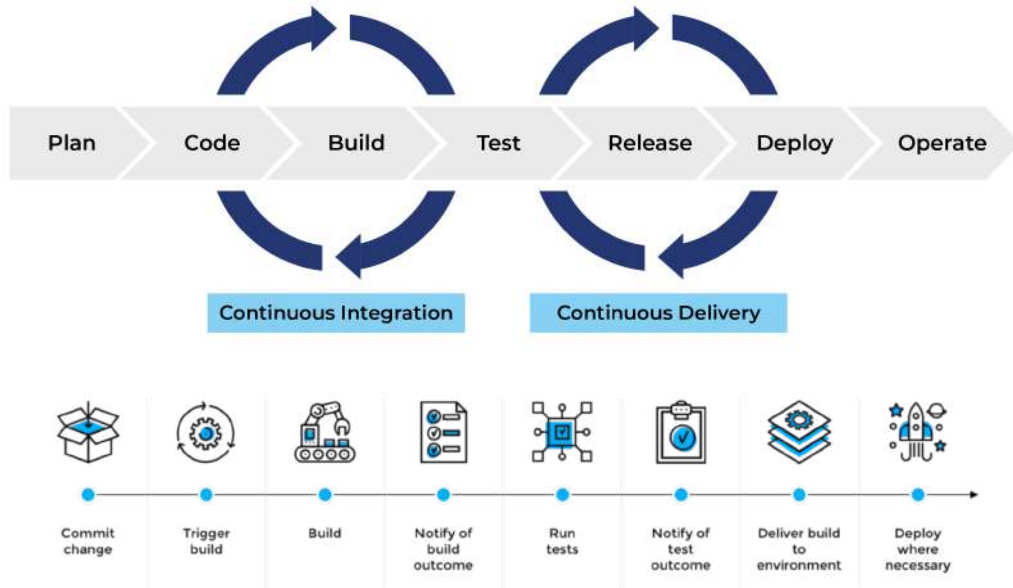 Plan
Code
Build
Test
Release
Deploy
Operate
Continuous Integration
Continuous Delivery
Commit
change
Trigger
build
Build
Notify of
build
outcome
Run
tests
Notify of
test
outcome
Deliver build
to
environment
Deploy
where
necessary